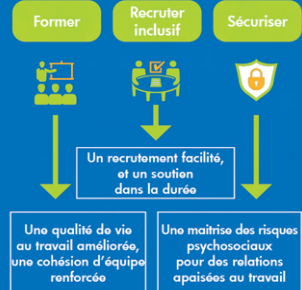 Former
Recruter
inclusif
Sécuriser
Un recrutement facilité,
et un soutien
dans la durée
Une qualité de vie
au travail améliorée,
une cohésion d'équipe
renforcée
Une maitrise des risques
psychosociaux
pour des relations
apaisées au travail